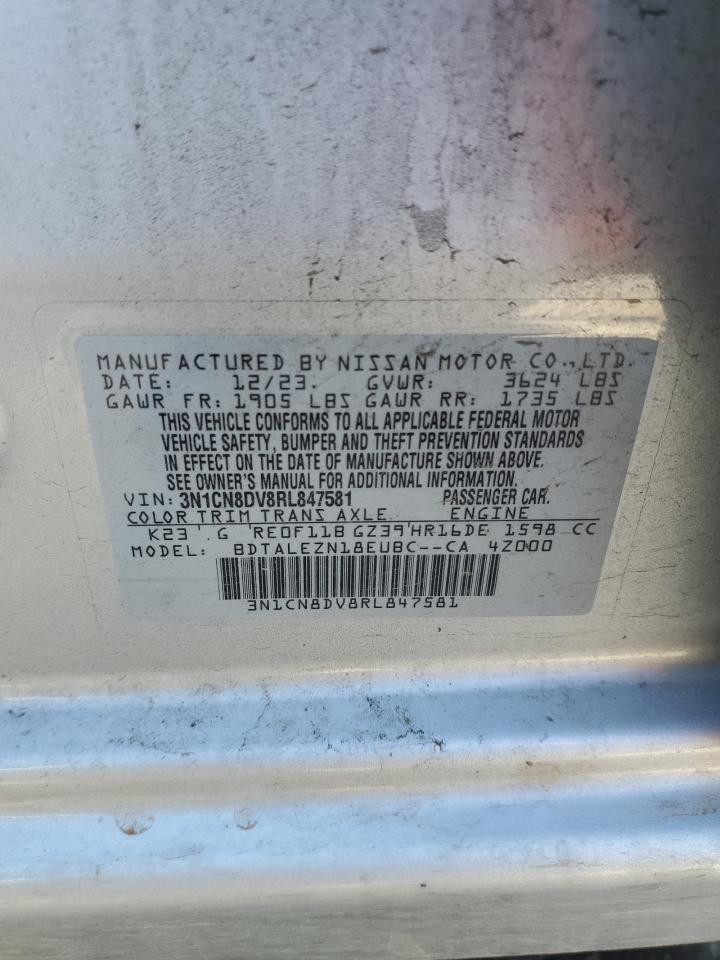 MANUFACTURED BY NISSAN MOTOR CO., LTD.
DATE: 12/23. GVWR: 3624 LBS
GAWR FR: 1905 LBS GAWR RR: 1735 LBS
THIS VEHICLE CONFORMS TO ALL APPLICABLE FEDERAL MOTOR
VEHICLE SAFETY, BUMPER AND THEFT PREVENTION STANDARDS
IN EFFECT ON THE DATE OF MANUFACTURE SHOWN ABOVE.
SEE OWNER'S MANUAL FOR ADDITIONAL INFORMATION.
VIN: 3N1CN8DV8RL847581 PASSENGER CAR.
COLOR TRIM TRANS AXLE ENGINE
K23 G RE0F11B GZ39 HR16DE 1598 CC
MODEL: BDTALEZN18EUBC--CA 4Z000
3N1CN8DV8RL847581